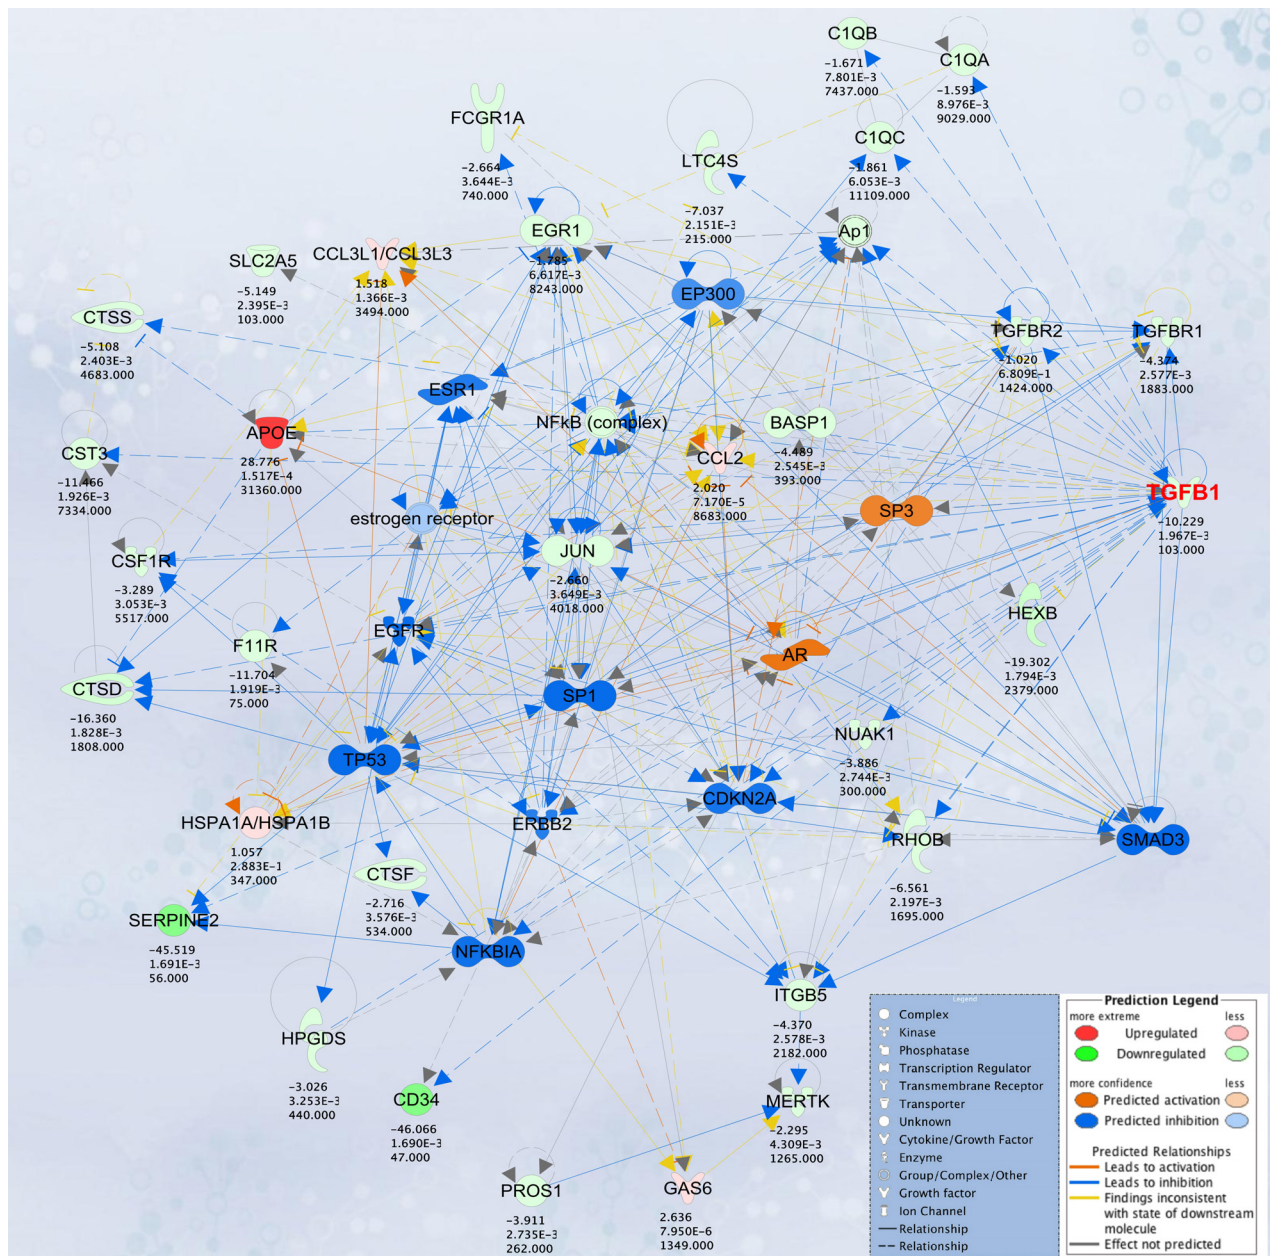 C1QB
-1.671
7.801E-3
7437.000
C1QA
-1.593
8.976E-3
9029.000
FCGR1A
-2.664
3.644E-3
740.000
LTC4S
-7.037
2.151E-3
215.000
C1QC
-1.861
6.053E-3
11109.000
EGR1
-1.785
6.617E-3
8243.000
Ap1
SLC2A5
-5.149
2.395E-3
103.000
CCL3L1/CCL3L3
1.518
1.366E-3
3494.000
EP300
CTSS
-5.108
2.403E-3
4683.000
TGFBR2
-1.020
6.809E-1
1424.000
TGFBR1
-4.374
2.577E-3
1883.000
ESR1
APOE
28.776
1.517E-4
31360.000
NFkB (complex)
BASP1
-4.489
2.545E-3
393.000
CST3
-11.466
1.926E-3
7334.000
CCL2
2.020
7.170E-5
8683.000
TGFB1
-10.229
1.967E-3
103.000
SP3
estrogen receptor
JUN
-2.660
3.649E-3
4018.000
CSF1R
-3.289
3.053E-3
5517.000
HEXB
-19.302
1.794E-3
2379.000
EGFR
F11R
-11.704
1.919E-3
75.000
AR
CTSD
-16.360
1.828E-3
1808.000
SP1
NUAK1
-3.886
2.744E-3
300.000
TP53
CDKN2A
HSPA1A/HSPA1B
1.057
2.883E-1
347.000
ERBB2
RHOB
-6.561
2.197E-3
1695.000
SMAD3
CTSF
-2.716
3.576E-3
534.000
SERPINE2
-45.519
1.691E-3
56.000
NFKBIA
ITGB5
-4.370
2.578E-3
2182.000
HPGDS
-3.026
3.253E-3
440.000
CD34
-46.066
1.690E-3
47.000
MERTK
-2.295
4.309E-3
1265.000
PROS1
-3.911
2.735E-3
262.000
GAS6
2.636
7.950E-6
1349.000
Legend
Complex
Kinase
Phosphatase
Transcription Regulator
Transmembrane Receptor
Transporter
Unknown
Cytokine/Growth Factor
Enzyme
Group/Complex/Other
Growth factor
Ion Channel
Relationship
Relationship
Prediction Legend
more extreme less
Upregulated
Downregulated
more confidence less
Predicted activation
Predicted inhibition
Predicted Relationships
Leads to activation
Leads to inhibition
Findings inconsistent
with state of downstream
molecule
Effect not predicted